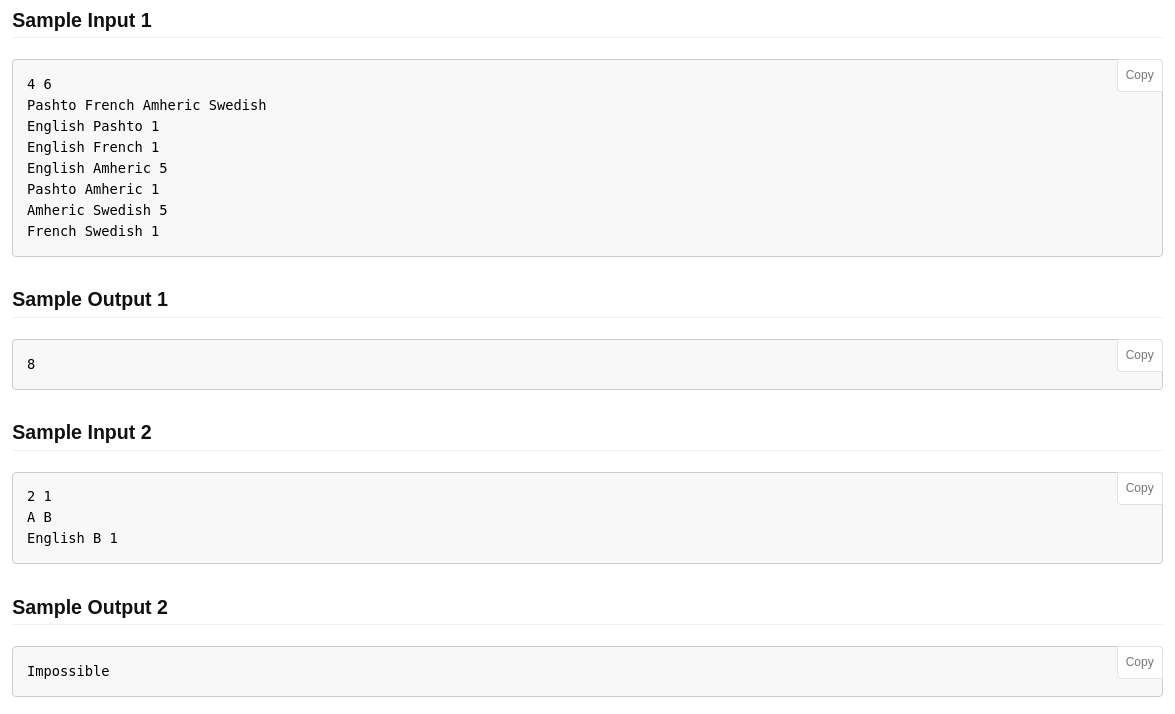 Sample Input 1
Copy
4 6
Pashto French Amheric Swedish
English Pashto 1
English French 1
English Amheric 5
Pashto Amheric 1
Amheric Swedish 5
French Swedish 1
Sample Output 1
Copy
8
Sample Input 2
Copy
2 1
A B
English B 1
Sample Output 2
Copy
Impossible